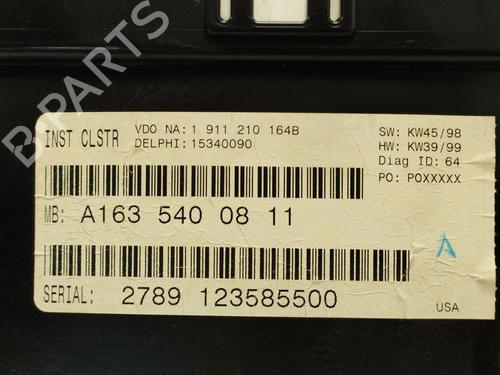 B PARTS
INST CLSTR
VDO NA: 1 911 210 164B
DELPHI: 15340090
SW: KW45/98
HW: KW39/99
Diag ID: 64
PO: POXXXXX
MB: A163 540 08 11
A
SERIAL: 2789 123585500
USA